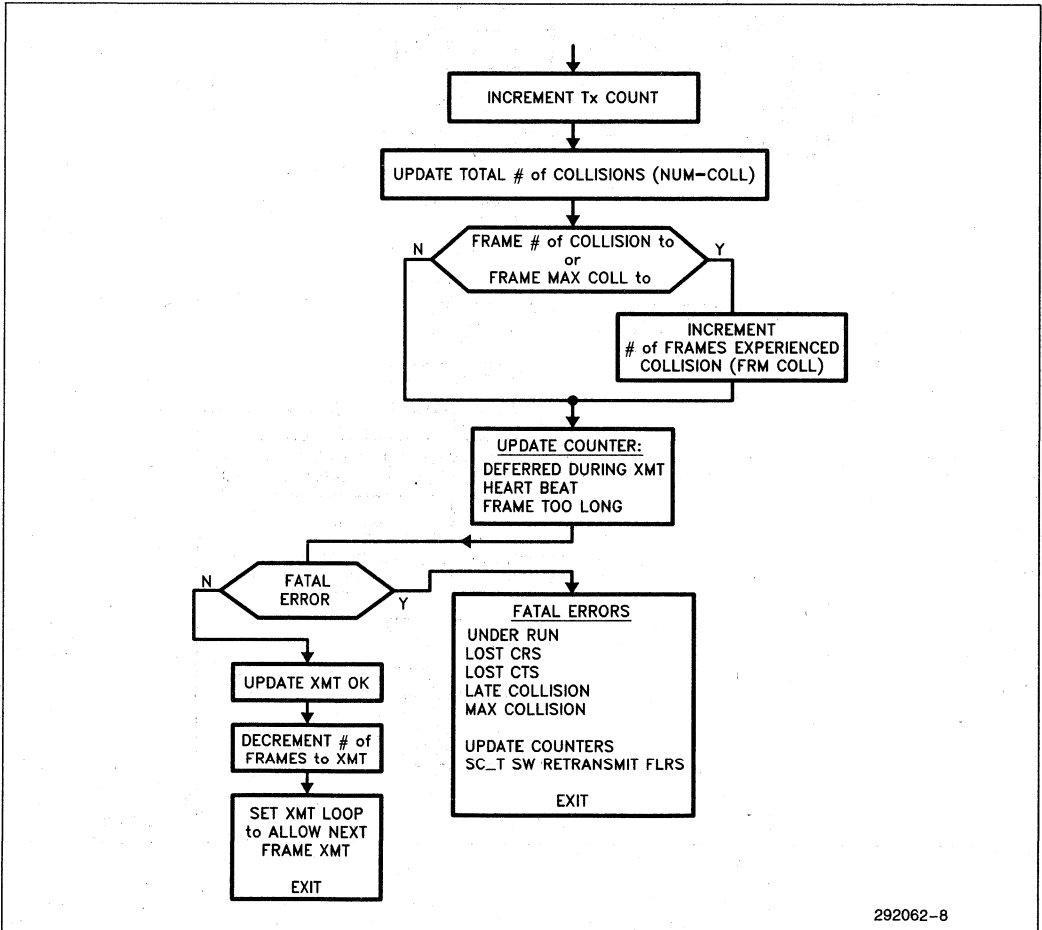 INCREMENT Tx COUNT
UPDATE TOTAL # of COLLISIONS (NUM-COLL)
N
FRAME # of COLLISION to
or
FRAME MAX COLL to
Y
INCREMENT
# of FRAMES EXPERIENCED
COLLISION (FRM COLL)
UPDATE COUNTER:
DEFERRED DURING XMT
HEART BEAT
FRAME TOO LONG
N
FATAL
ERROR
Y
FATAL ERRORS
UNDER RUN
LOST CRS
LOST CTS
LATE COLLISION
MAX COLLISION
UPDATE COUNTERS
SC_T SW RETRANSMIT FLRS
EXIT
UPDATE XMT OK
DECREMENT # of
FRAMES to XMT
SET XMT LOOP
to ALLOW NEXT
FRAME XMT
EXIT
292062-8